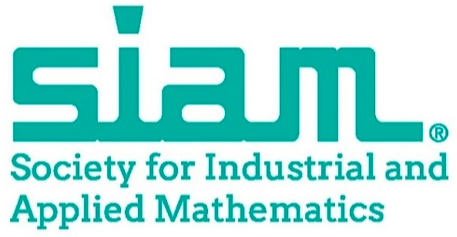 siam®
Society for Industrial and
Applied Mathematics